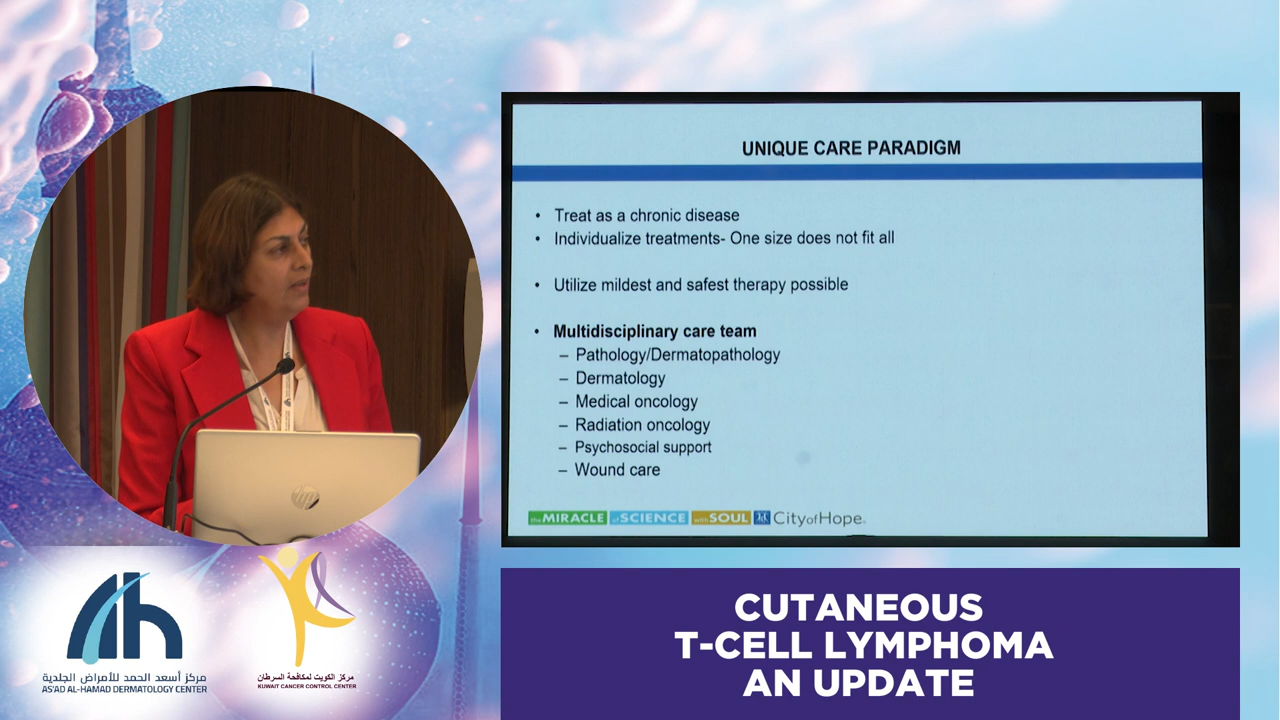 UNIQUE CARE PARADIGM
• Treat as a chronic disease
• Individualize treatments- One size does not fit all
• Utilize mildest and safest therapy possible
• Multidisciplinary care team
– Pathology/Dermatopathology
– Dermatology
– Medical oncology
– Radiation oncology
– Psychosocial support
– Wound care
the MIRACLE of SCIENCE with SOUL CityofHope
hp
مركز أسعد الحمد للأمراض الجلدية
AS'AD AL-HAMAD DERMATOLOGY CENTER
مركز الكويت لمكافحة السرطان
KUWAIT CANCER CONTROL CENTER
CUTANEOUS
T-CELL LYMPHOMA
AN UPDATE